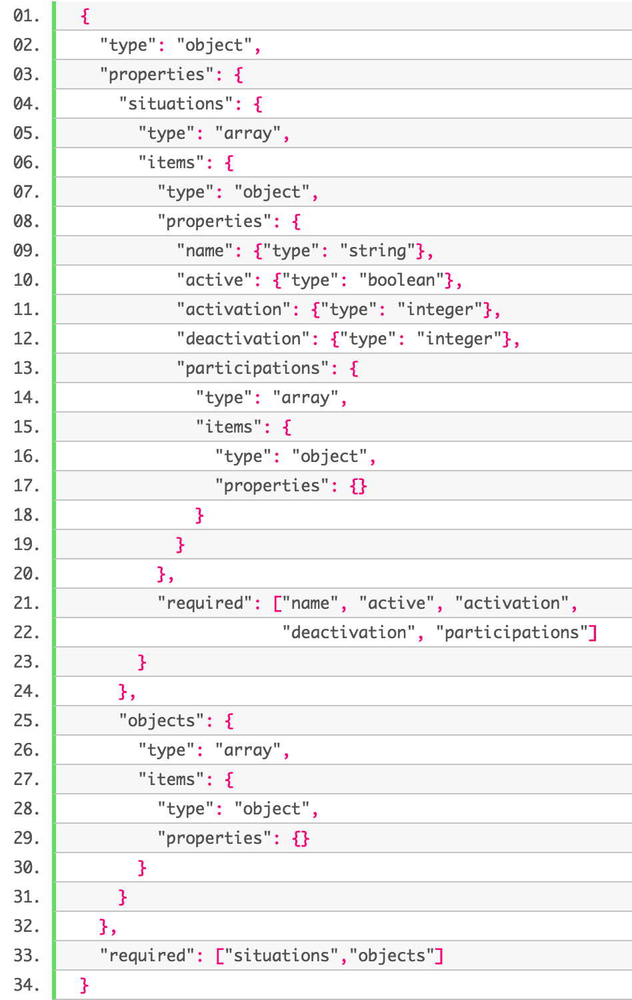 01. {
02.   "type": "object",
03.   "properties": {
04.     "situations": {
05.       "type": "array",
06.       "items": {
07.         "type": "object",
08.         "properties": {
09.           "name": {"type": "string"},
10.           "active": {"type": "boolean"},
11.           "activation": {"type": "integer"},
12.           "deactivation": {"type": "integer"},
13.           "participations": {
14.             "type": "array",
15.             "items": {
16.               "type": "object",
17.               "properties": {}
18.             }
19.           }
20.         },
21.         "required": ["name", "active", "activation",
22.                      "deactivation", "participations"]
23.       }
24.     },
25.     "objects": {
26.       "type": "array",
27.       "items": {
28.         "type": "object",
29.         "properties": {}
30.       }
31.     }
32.   },
33.   "required": ["situations","objects"]
34. }